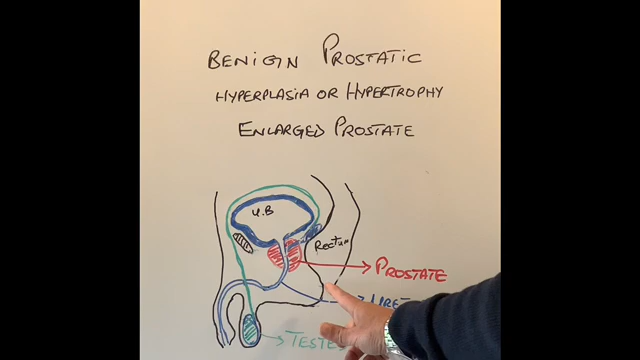 BENIGN PROSTATIC
HYPERPLASIA OR HYPERTROPHY
ENLARGED PROSTATE
U.B
RECTUM
PROSTATE